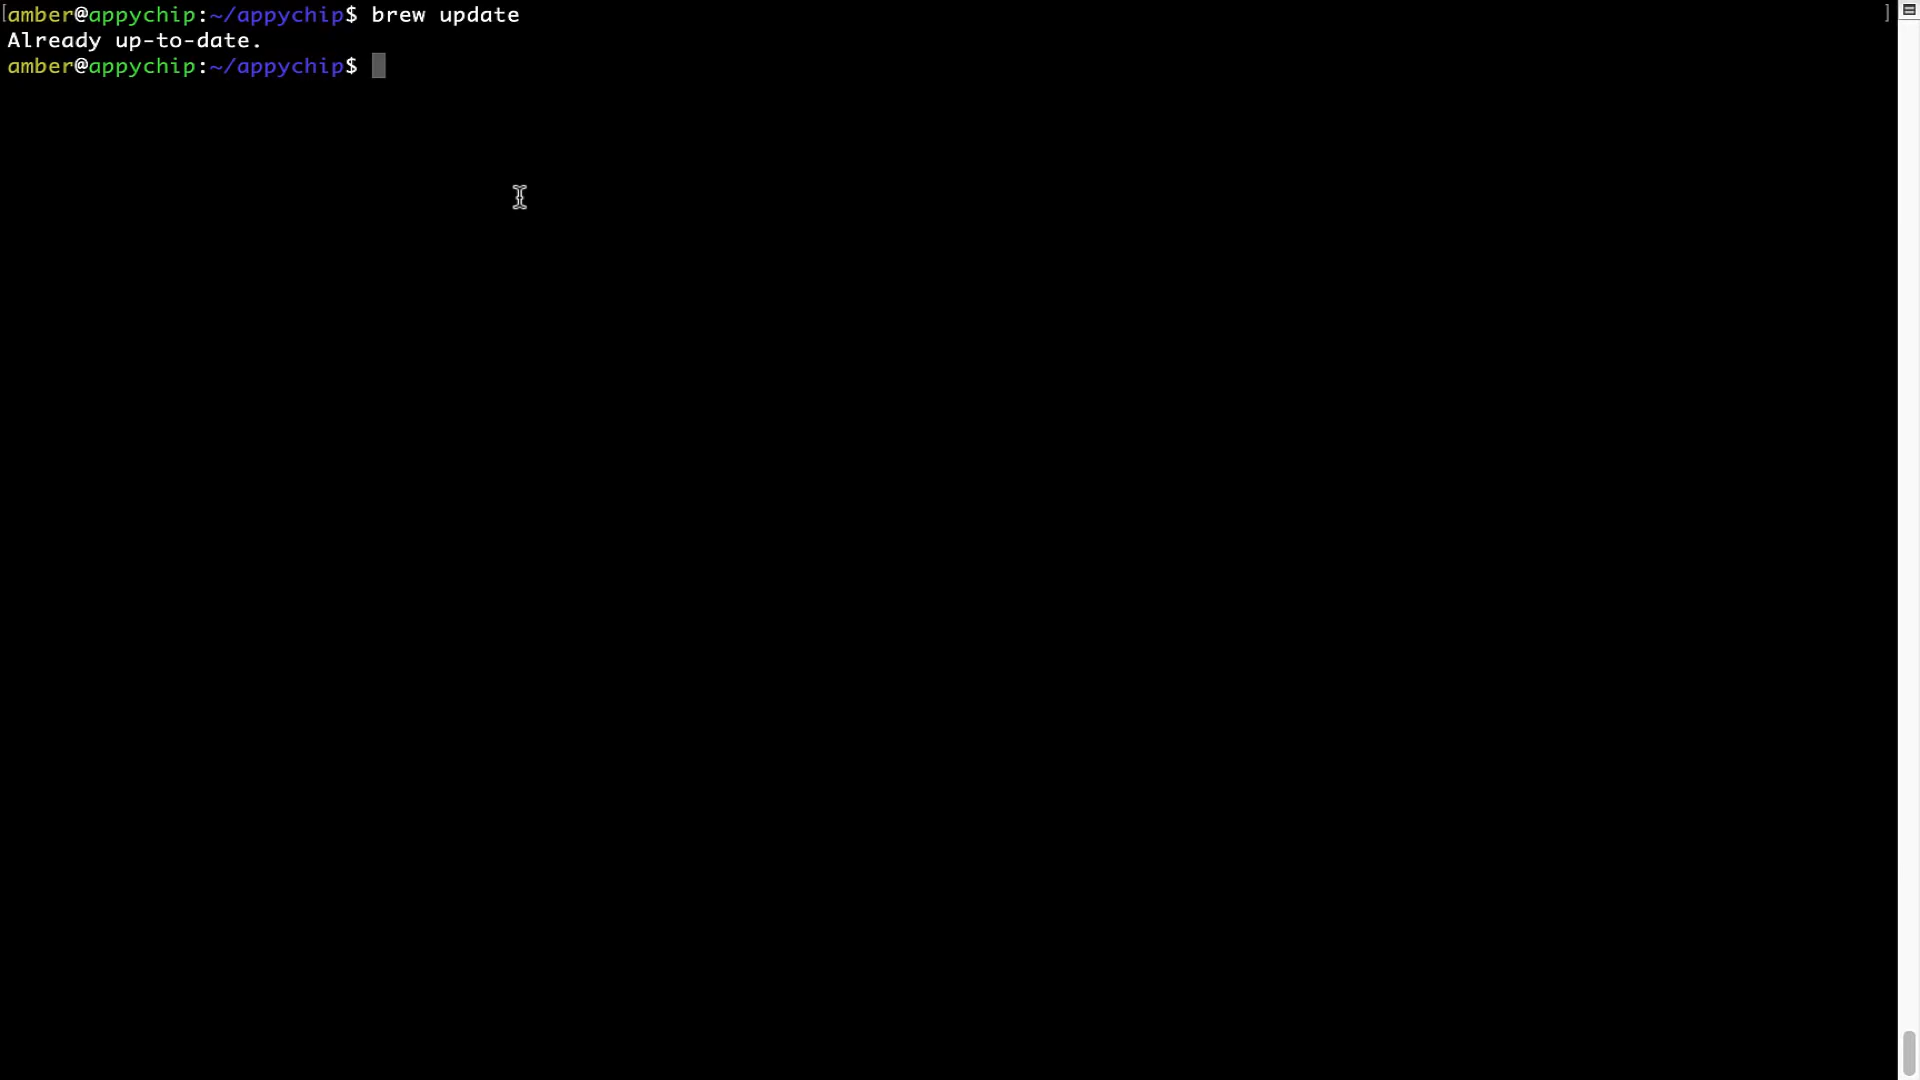 [amber@appychip:~/appychip$ brew update ]
Already up-to-date.
amber@appychip:~/appychip$